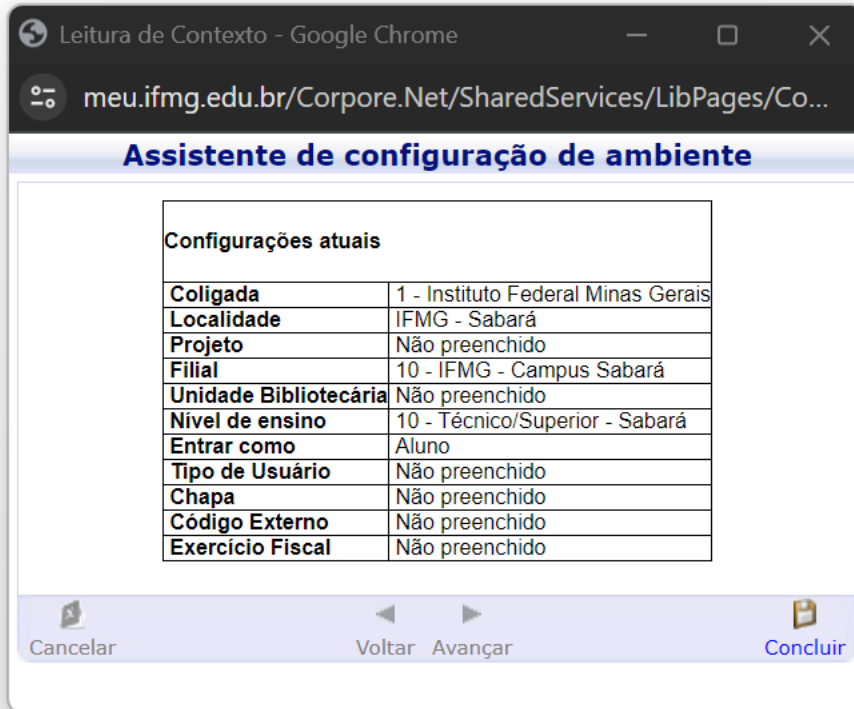 Leitura de Contexto - Google Chrome
meu.ifmg.edu.br/Corpore.Net/SharedServices/LibPages/Co...
Assistente de configuração de ambiente
Configurações atuais
Coligada 1 - Instituto Federal Minas Gerais
Localidade IFMG - Sabará
Projeto Não preenchido
Filial 10 - IFMG - Campus Sabará
Unidade Bibliotecária Não preenchido
Nível de ensino 10 - Técnico/Superior - Sabará
Entrar como Aluno
Tipo de Usuário Não preenchido
Chapa Não preenchido
Código Externo Não preenchido
Exercício Fiscal Não preenchido
Cancelar Voltar Avançar Concluir